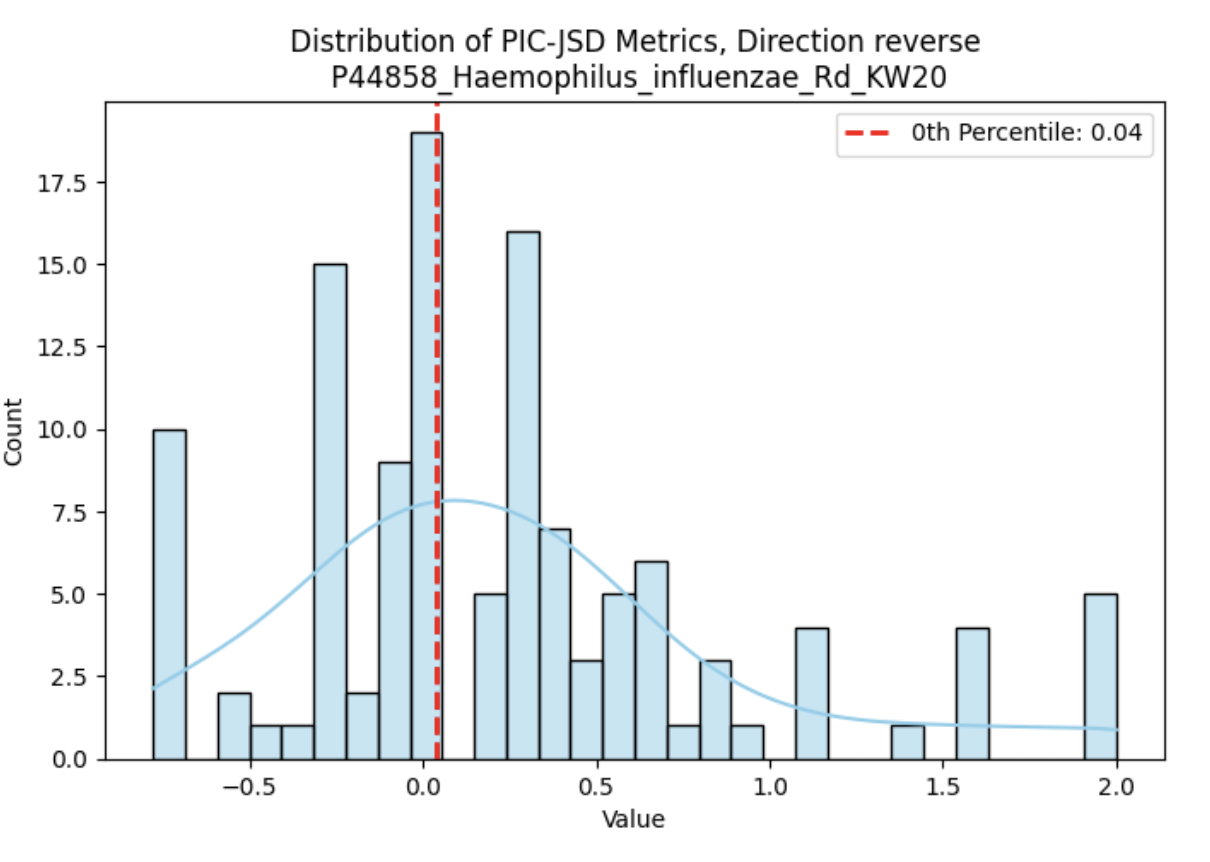 Distribution of PIC-JSD Metrics, Direction reverse
P44858_Haemophilus_influenzae_Rd_KW20
0th Percentile: 0.04
17.5
15.0
12.5
10.0
7.5
5.0
2.5
0.0
Count
−0.5
0.0
0.5
1.0
1.5
2.0
Value